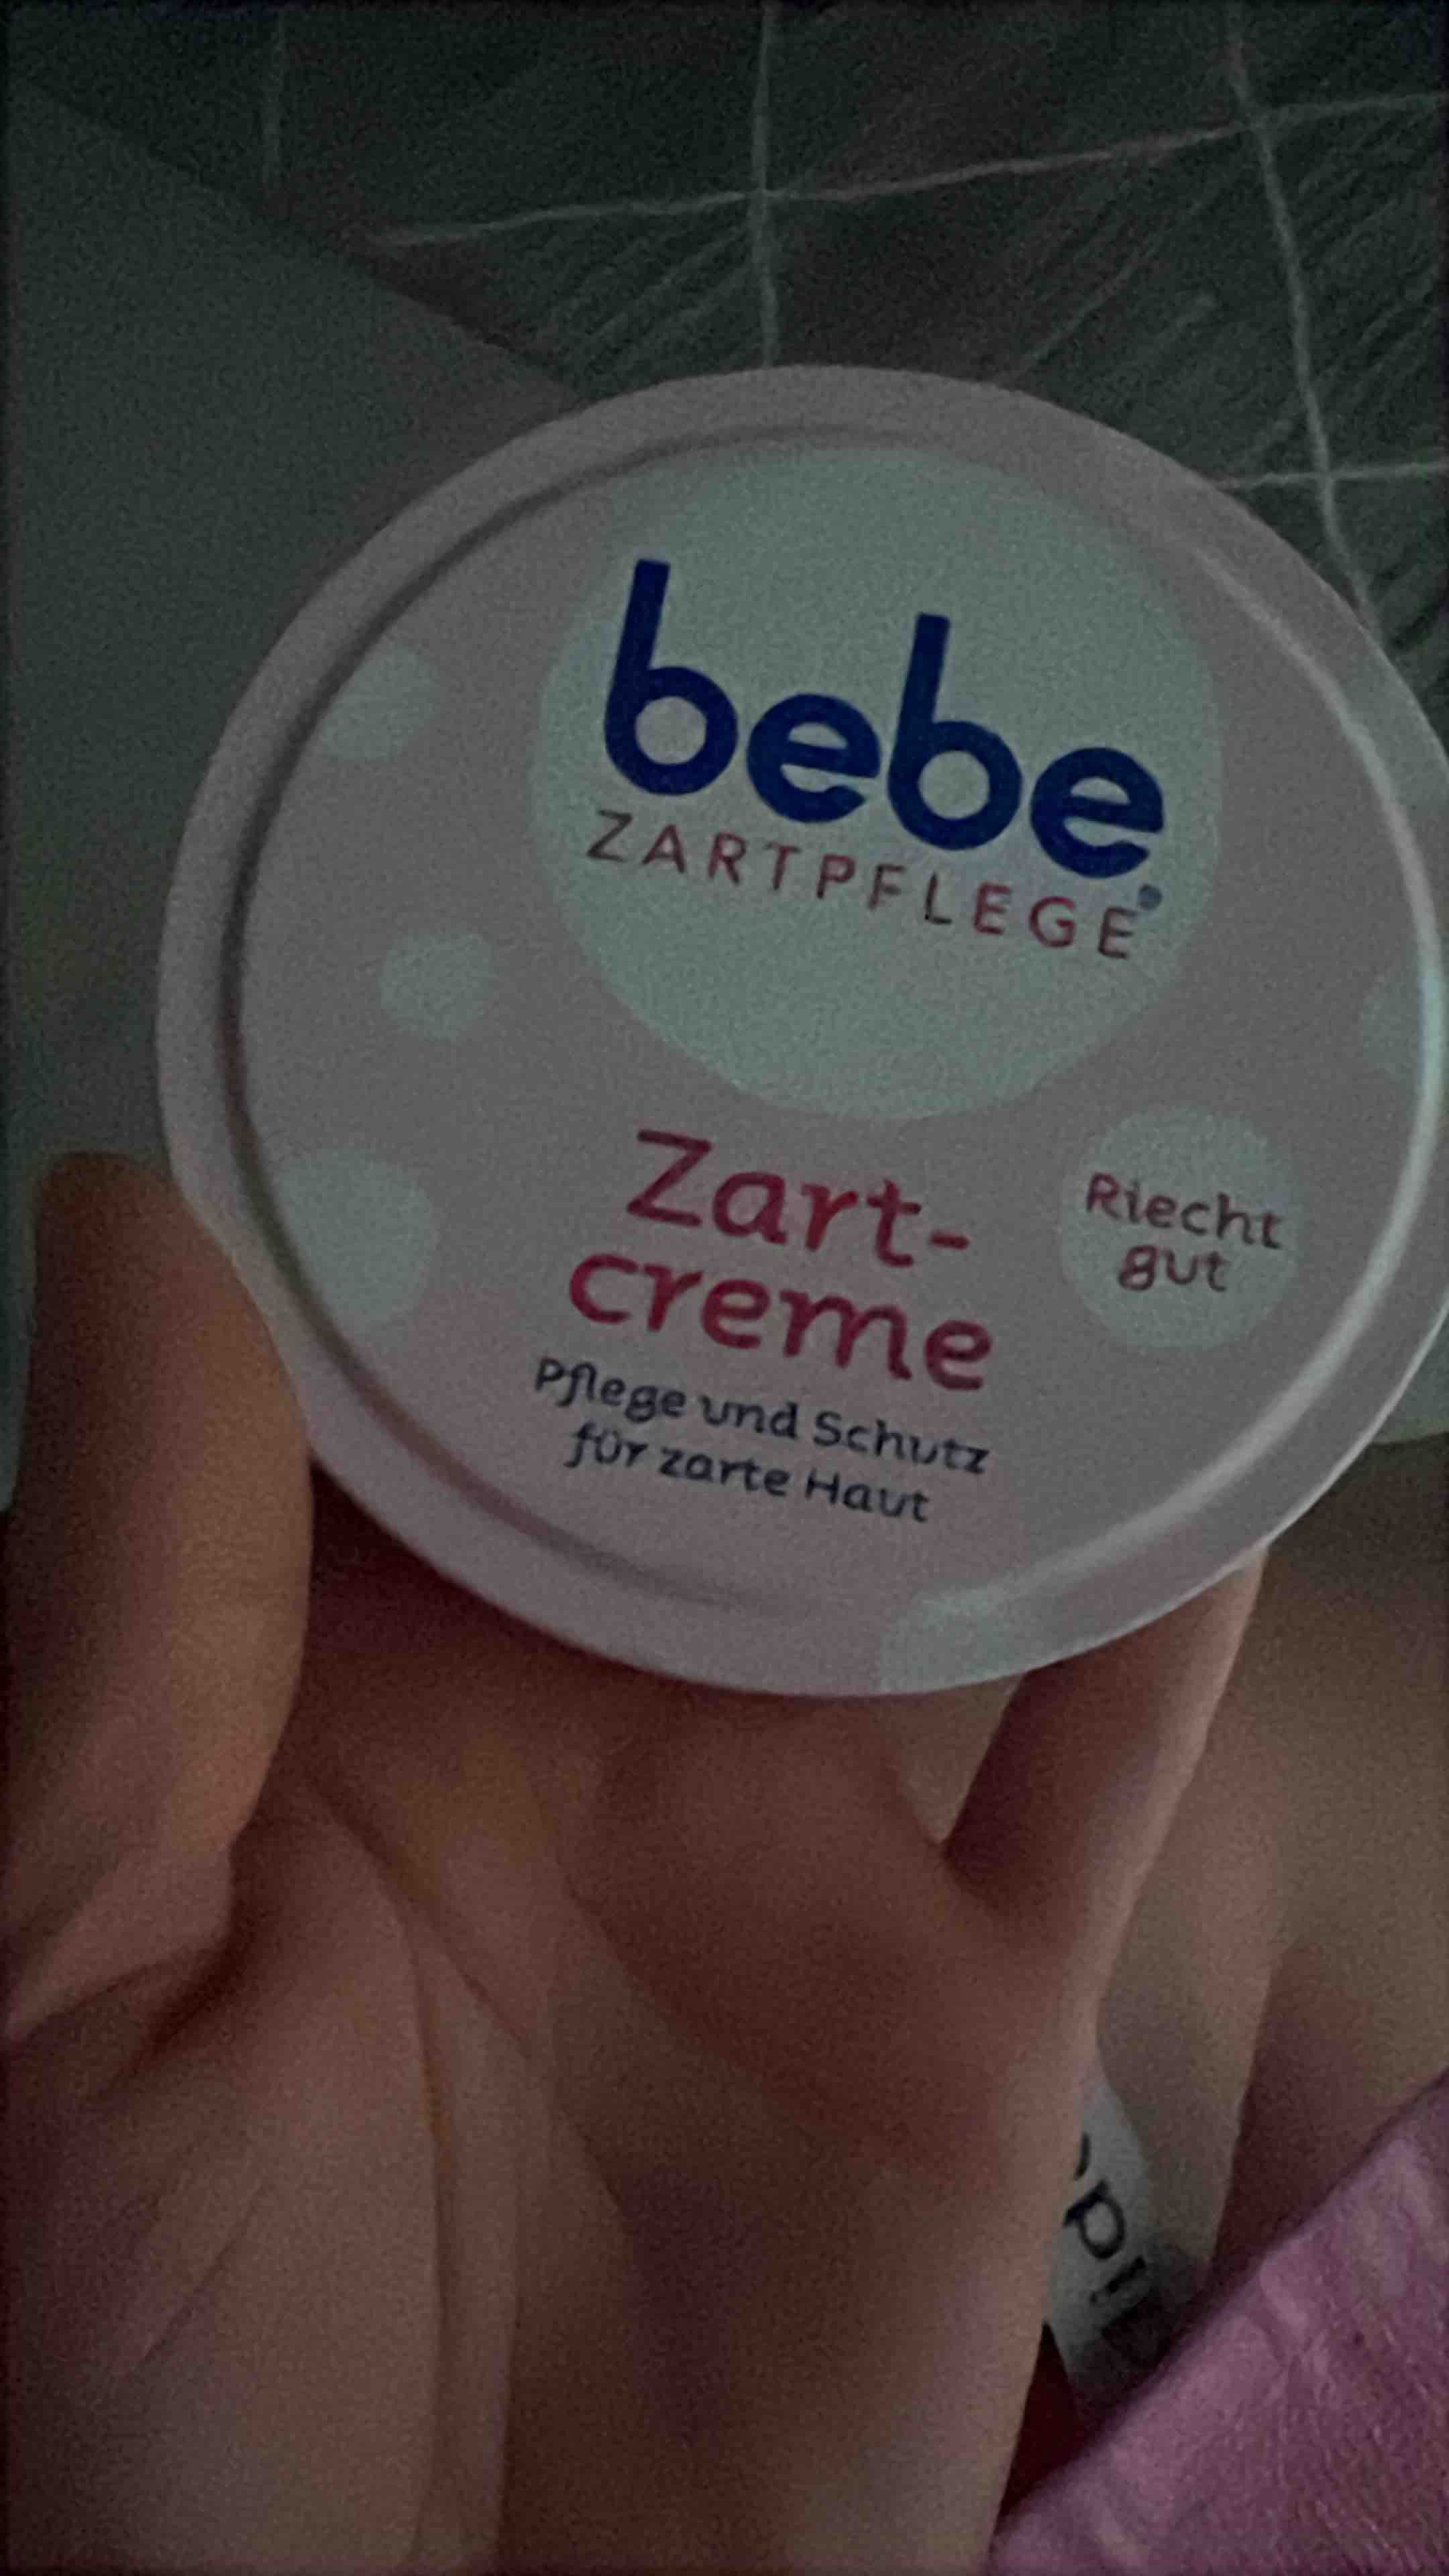 bebe
ZARTPFLEGE
Zart-
creme
Riecht
gut
Pflege und Schutz
für zarte Haut